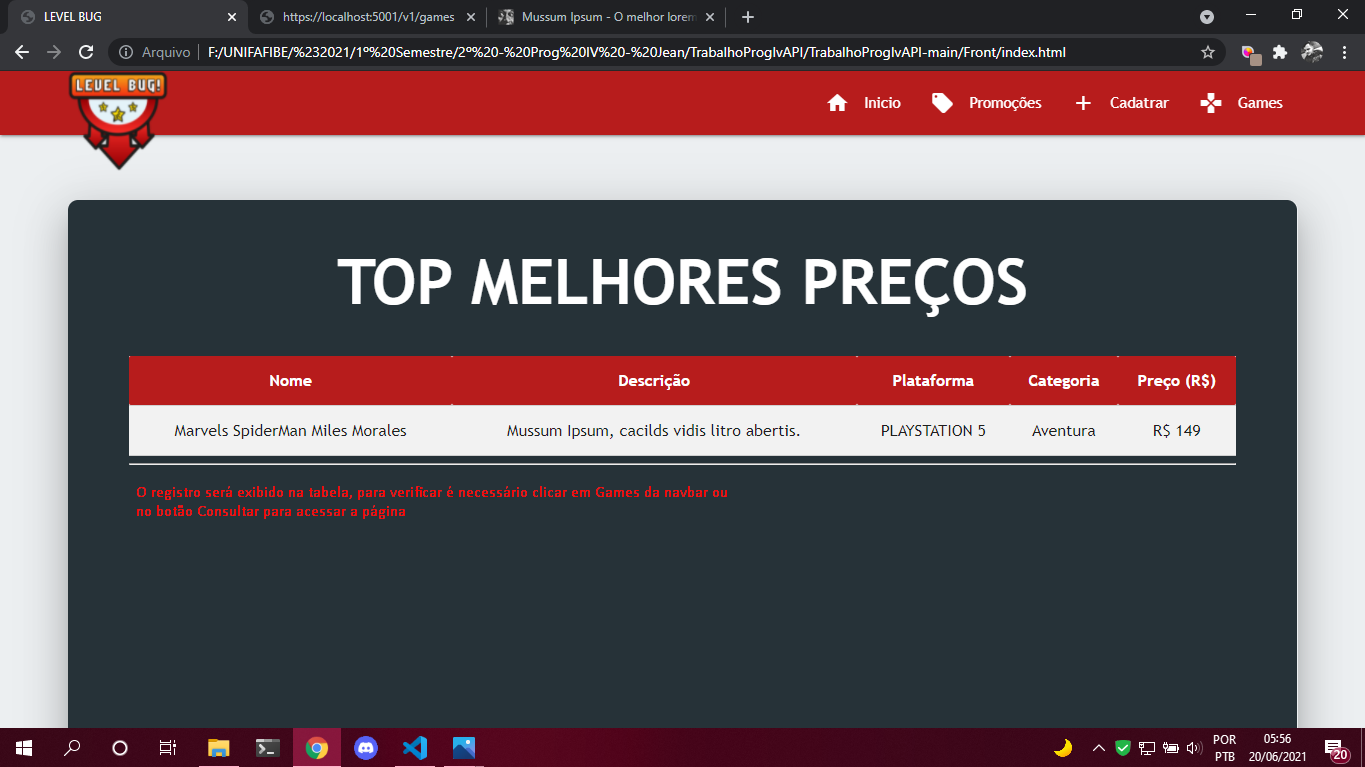 LEVEL BUG
https://localhost:5001/v1/games
Mussum Ipsum - O melhor lorem
Arquivo
F:/UNIFAFIBE/%232021/1º%20Semestre/2º%20-%20Prog%20IV%20-%20Jean/TrabalhoProgIvAPI/TrabalhoProgIvAPI-main/Front/index.html
LEVEL BUG!
Inicio
Promoções
Cadatrar
Games
TOP MELHORES PREÇOS
Nome Descrição Plataforma Categoria Preço (R$)
Marvels SpiderMan Miles Morales Mussum Ipsum, cacilds vidis litro abertis. PLAYSTATION 5 Aventura R$ 149
O registro será exibido na tabela, para verificar é necessário clicar em Games da navbar ou
no botão Consultar para acessar a página
POR
PTB
05:56
20/06/2021
20